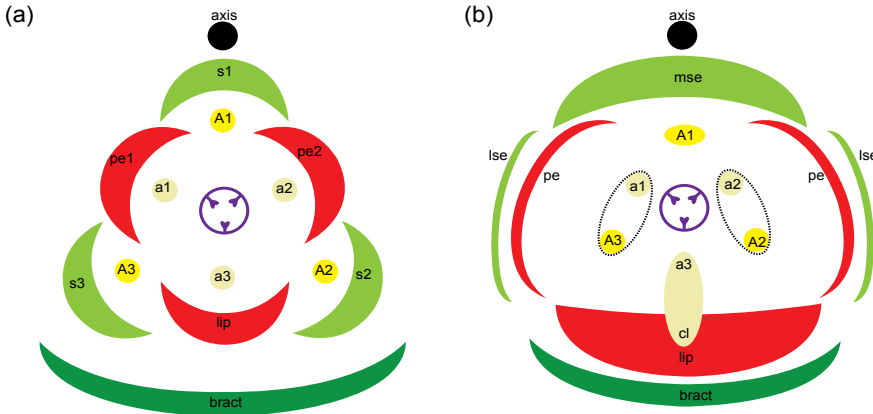 (a)
axis
s1
A1
pe1
pe2
a1
a2
A3
a3
A2
s3
s2
lip
bract
(b)
axis
mse
A1
lse
lse
pe
pe
a1
a2
A3
A2
a3
cl
lip
bract